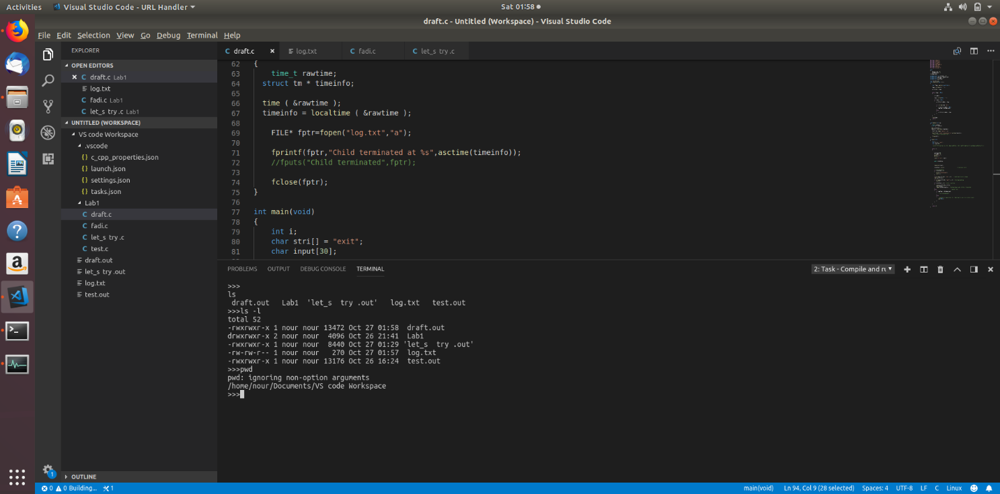 Activities Visual Studio Code - URL Handler Sat 01:58
draft.c - Untitled (Workspace) - Visual Studio Code
File Edit Selection View Go Debug Terminal Help
EXPLORER
OPEN EDITORS
draft.c Lab1
log.txt
fadi.c Lab1
let_s try .c Lab1
UNTITLED (WORKSPACE)
VS code Workspace
.vscode
{} c_cpp_properties.json
{} launch.json
{} settings.json
{} tasks.json
Lab1
C draft.c
C fadi.c
C let_s try .c
C test.c
draft.out
let_s try .out
log.txt
test.out
OUTLINE
C draft.c log.txt C fadi.c C let_s try .c
62 {
63     time_t rawtime;
64   struct tm * timeinfo;
65
66   time ( &rawtime );
67   timeinfo = localtime ( &rawtime );
68
69     FILE* fptr=fopen("log.txt","a");
70
71     fprintf(fptr,"Child terminated at %s",asctime(timeinfo));
72     //fputs("Child terminated",fptr);
73
74     fclose(fptr);
75 }
76
77 int main(void)
78 {
79     int i;
80     char stri[] = "exit";
81     char input[30];
PROBLEMS OUTPUT DEBUG CONSOLE TERMINAL 2: Task - Compile and ru
>>>
ls
 draft.out   Lab1  'let_s  try .out'   log.txt   test.out
>>>ls -l
total 52
-rwxrwxr-x 1 nour nour 13472 Oct 27 01:58  draft.out
drwxrwxr-x 2 nour nour  4096 Oct 26 21:41  Lab1
-rwxrwxr-x 1 nour nour  8440 Oct 27 01:29 'let_s  try .out'
-rw-rw-r-- 1 nour nour   270 Oct 27 01:57  log.txt
-rwxrwxr-x 1 nour nour 13176 Oct 26 16:24  test.out
>>>pwd
pwd: ignoring non-option arguments
/home/nour/Documents/VS code Workspace
>>>
1
0 0 Building... 1 main(void) Ln 94, Col 9 (28 selected) Spaces: 4 UTF-8 LF C Linux